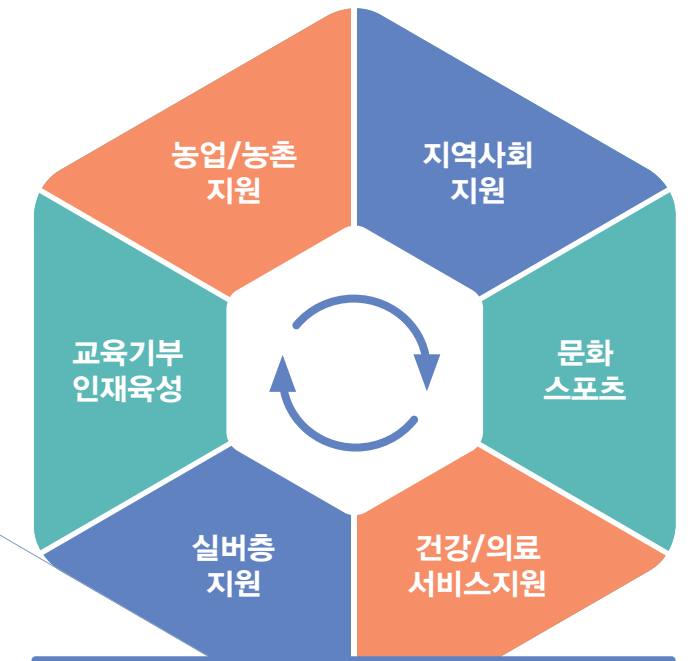 농업/농촌
지원
지역사회
지원
교육기부
인재육성
문화
스포츠
실버층
지원
건강/의료
서비스지원